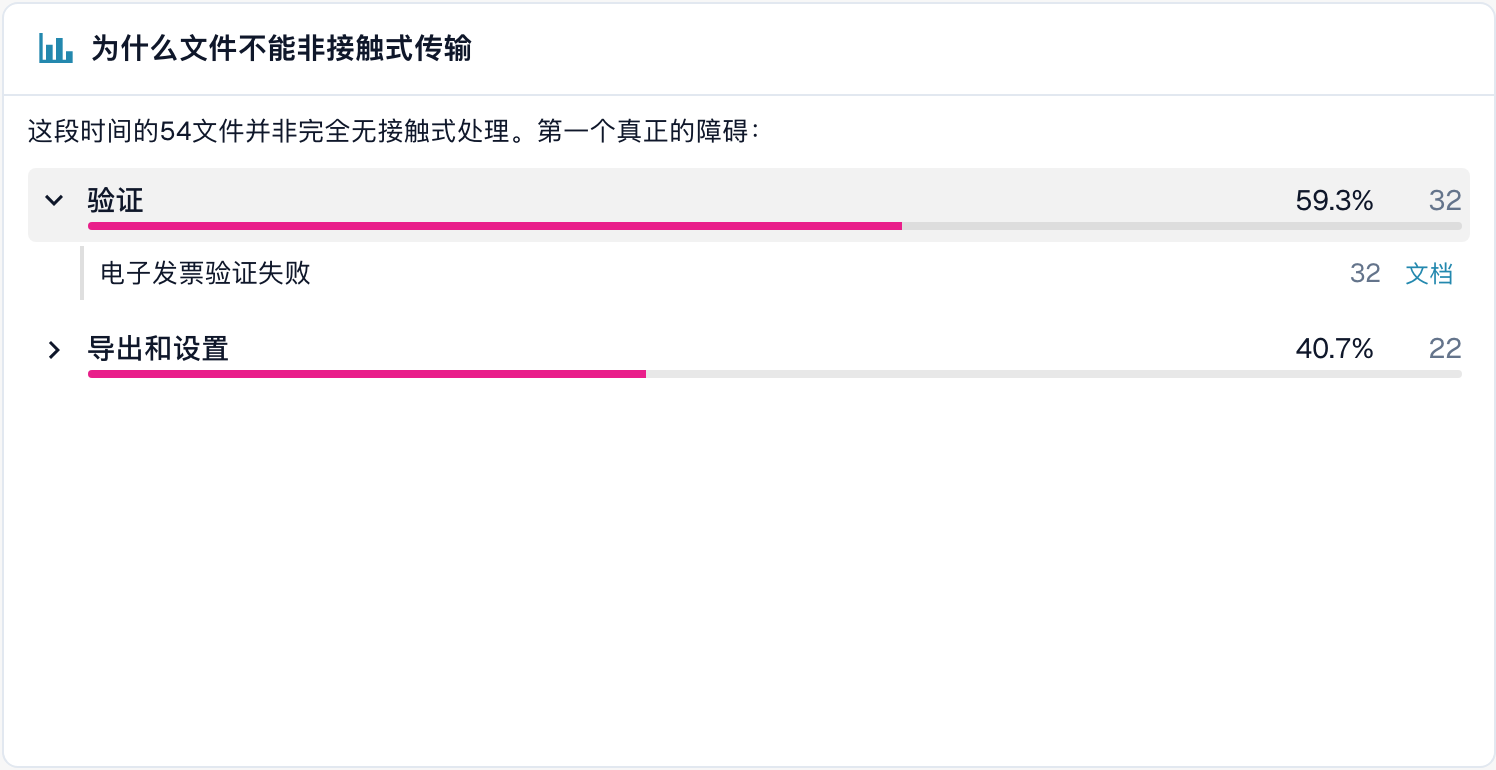 为什么文件不能非接触式传输
这段时间的54文件并非完全无接触式处理。第一个真正的障碍：
验证 59.3% 32
电子发票验证失败 32 文档
导出和设置 40.7% 22